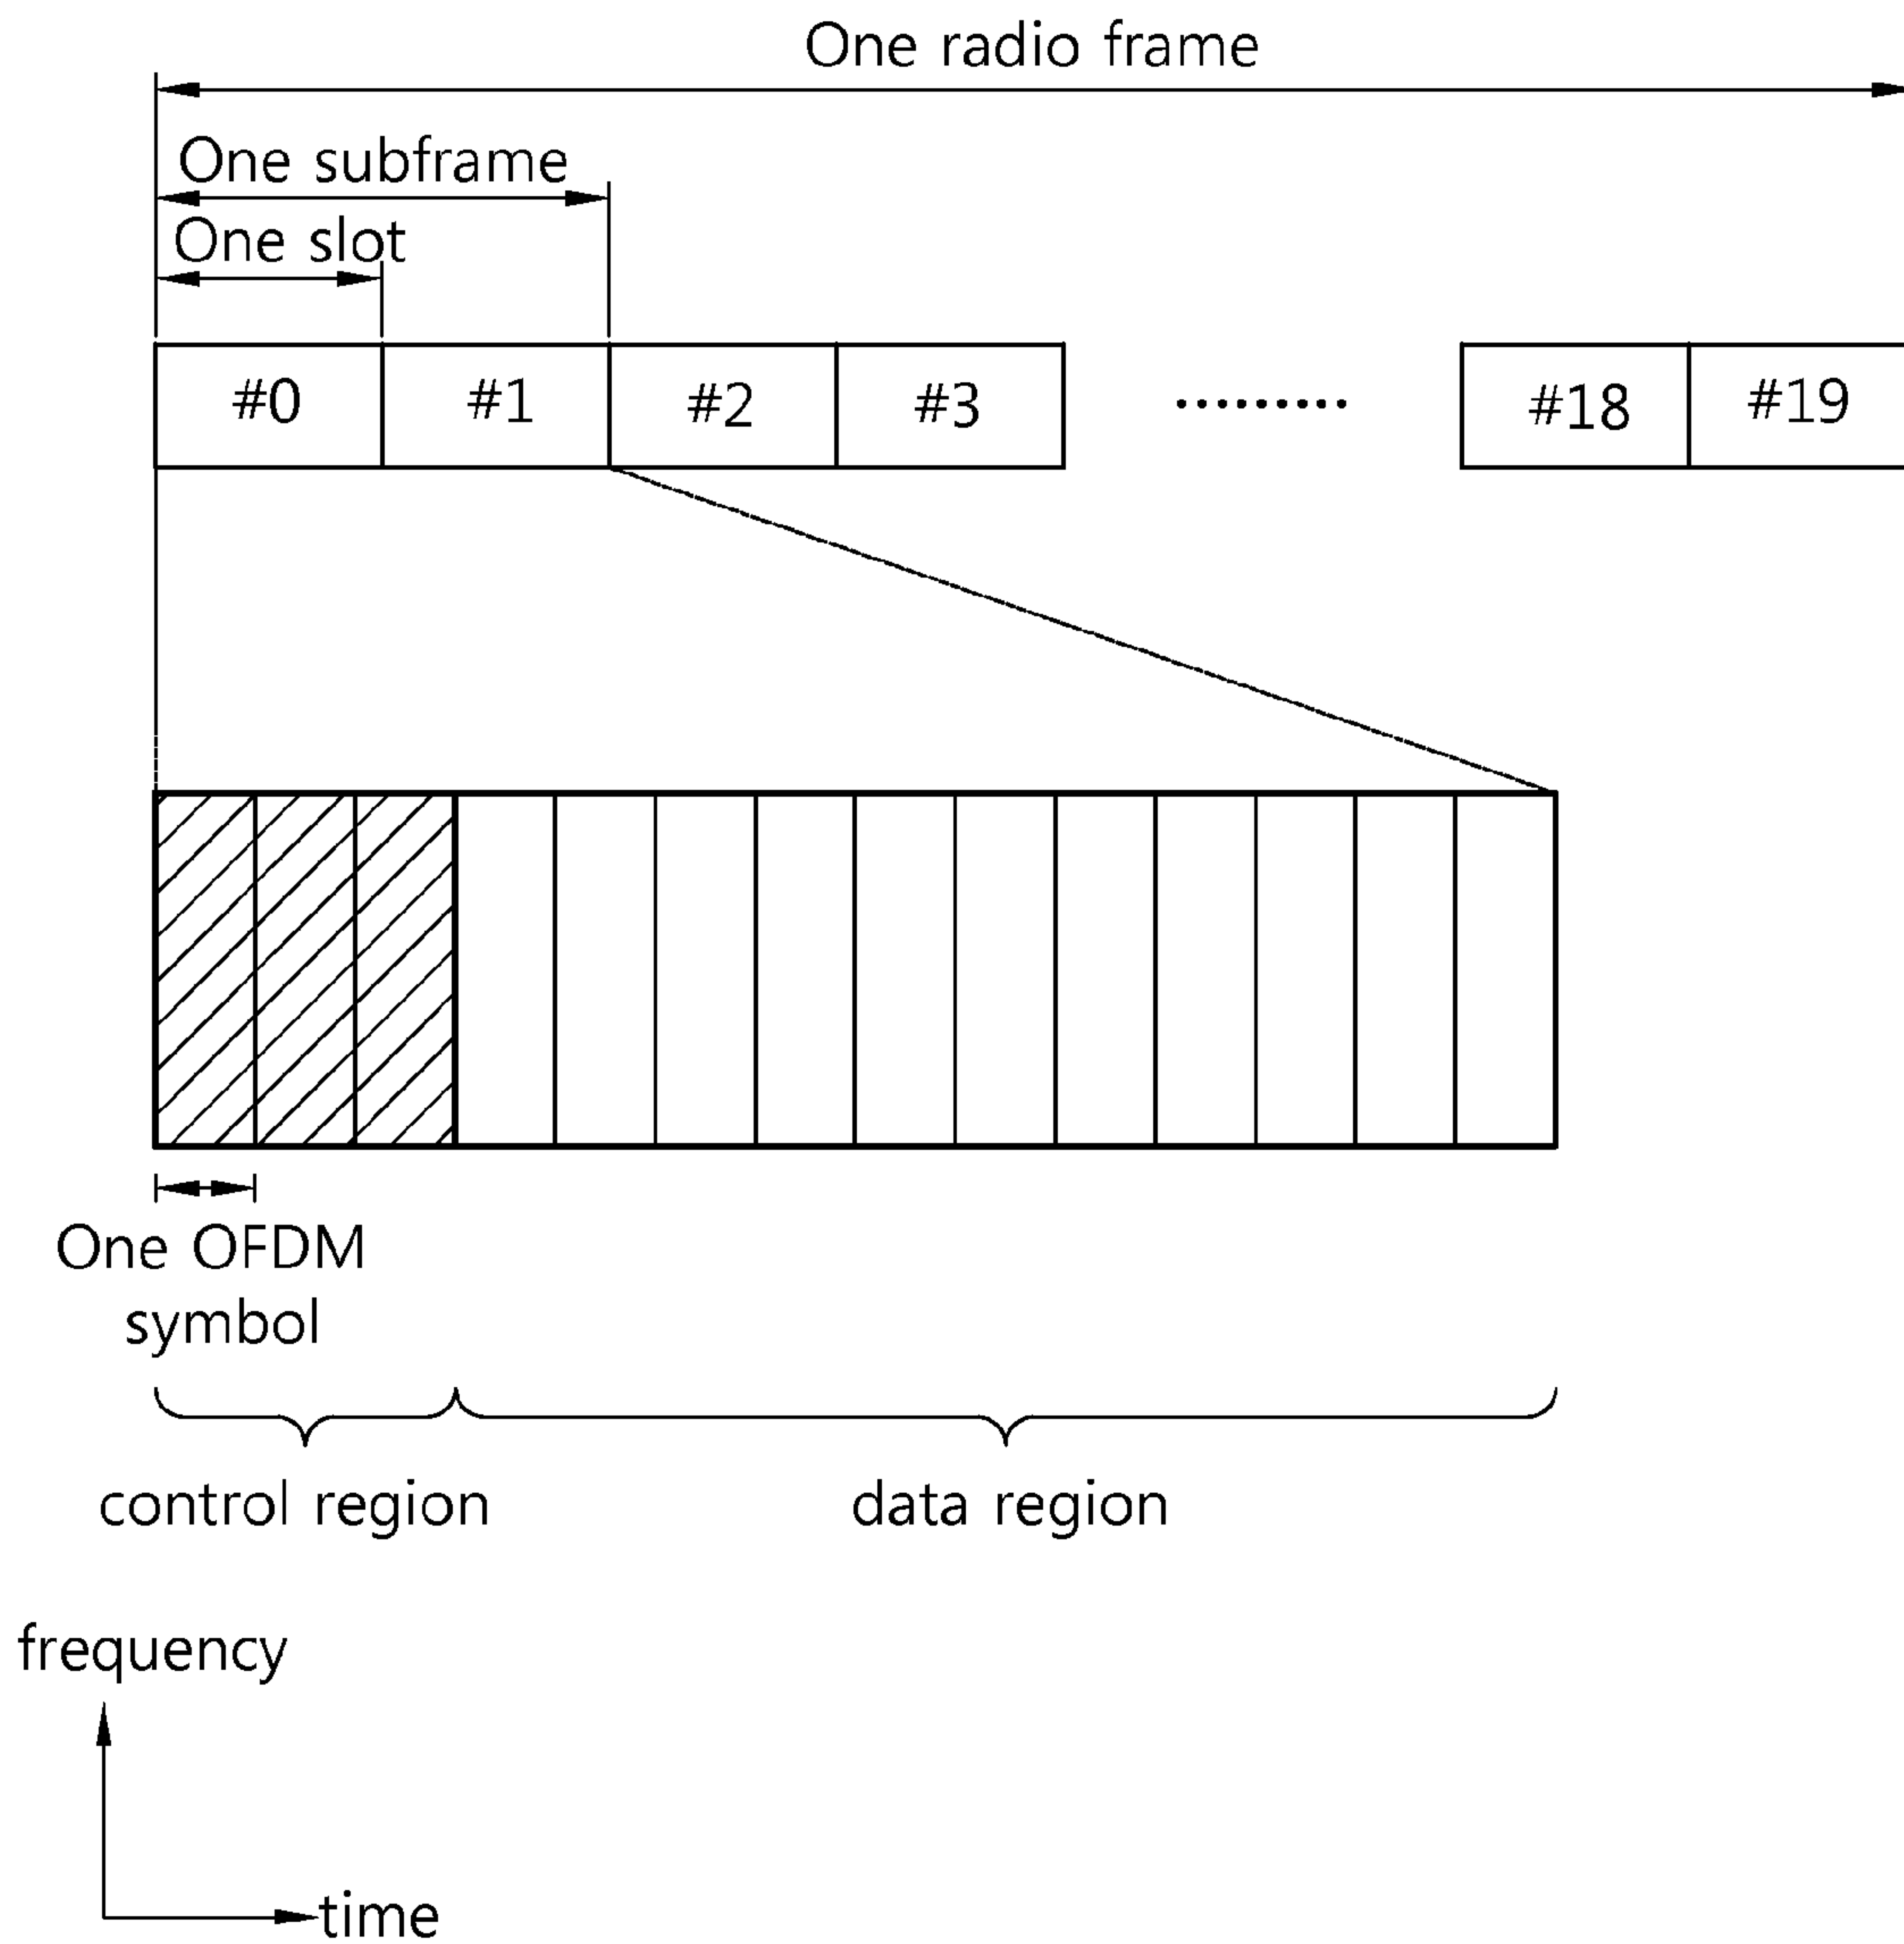 One radio frame
One subframe
One slot
#0 #1 #2 #3 ......... #18 #19
One OFDM
symbol
control region data region
frequency
time